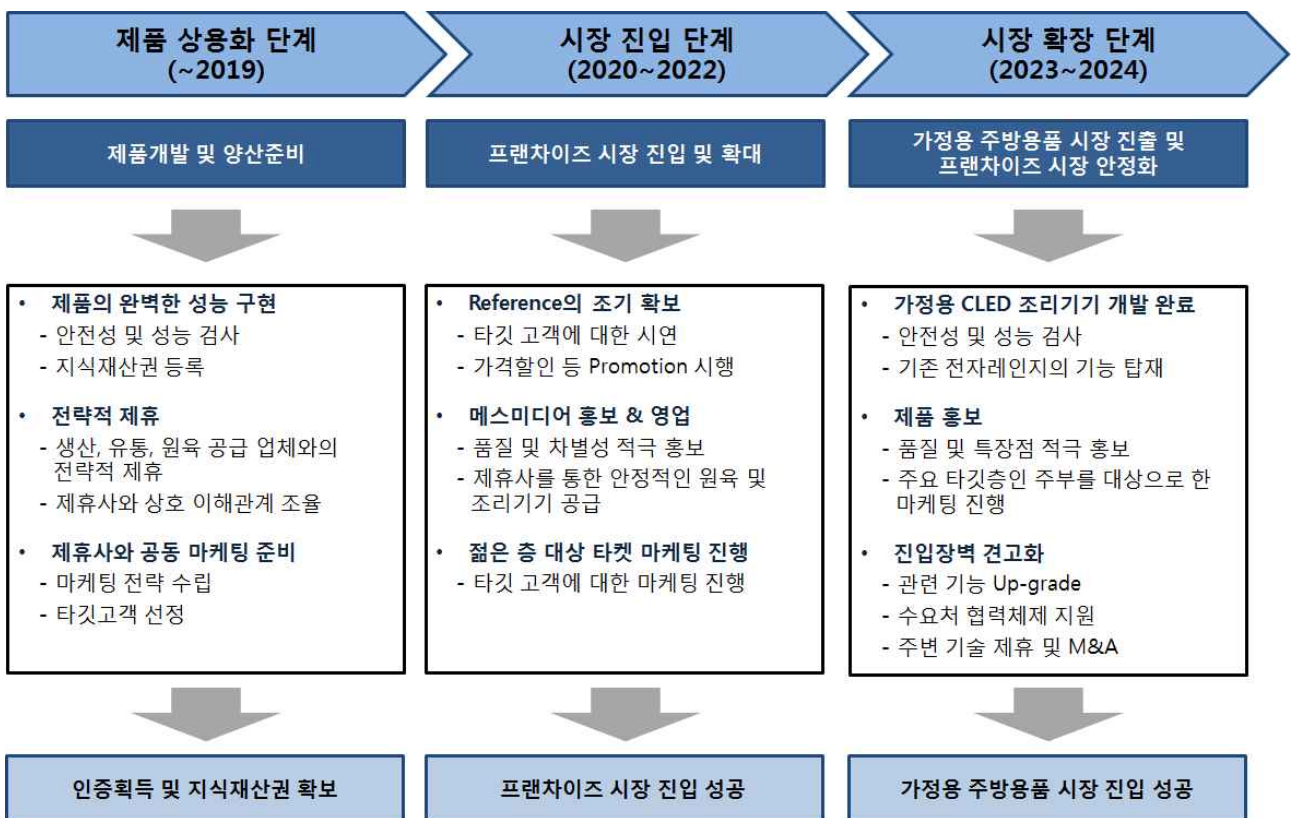 제품 상용화 단계
(~2019)
시장 진입 단계
(2020~2022)
시장 확장 단계
(2023~2024)
제품개발 및 양산준비
프랜차이즈 시장 진입 및 확대
가정용 주방용품 시장 진출 및
프랜차이즈 시장 안정화
• 제품의 완벽한 성능 구현
- 안전성 및 성능 검사
- 지식재산권 등록
• 전략적 제휴
- 생산, 유통, 원육 공급 업체와의
전략적 제휴
- 제휴사와 상호 이해관계 조율
• 제휴사와 공동 마케팅 준비
- 마케팅 전략 수립
- 타깃고객 선정
• Reference의 조기 확보
- 타깃 고객에 대한 시연
- 가격할인 등 Promotion 시행
• 메스미디어 홍보 & 영업
- 품질 및 차별성 적극 홍보
- 제휴사를 통한 안정적인 원육 및
조리기기 공급
• 젊은 층 대상 타켓 마케팅 진행
- 타깃 고객에 대한 마케팅 진행
• 가정용 CLED 조리기기 개발 완료
- 안전성 및 성능 검사
- 기존 전자레인지의 기능 탑재
• 제품 홍보
- 품질 및 특장점 적극 홍보
- 주요 타깃층인 주부를 대상으로 한
마케팅 진행
• 진입장벽 견고화
- 관련 기능 Up-grade
- 수요처 협력체제 지원
- 주변 기술 제휴 및 M&A
인증획득 및 지식재산권 확보
프랜차이즈 시장 진입 성공
가정용 주방용품 시장 진입 성공